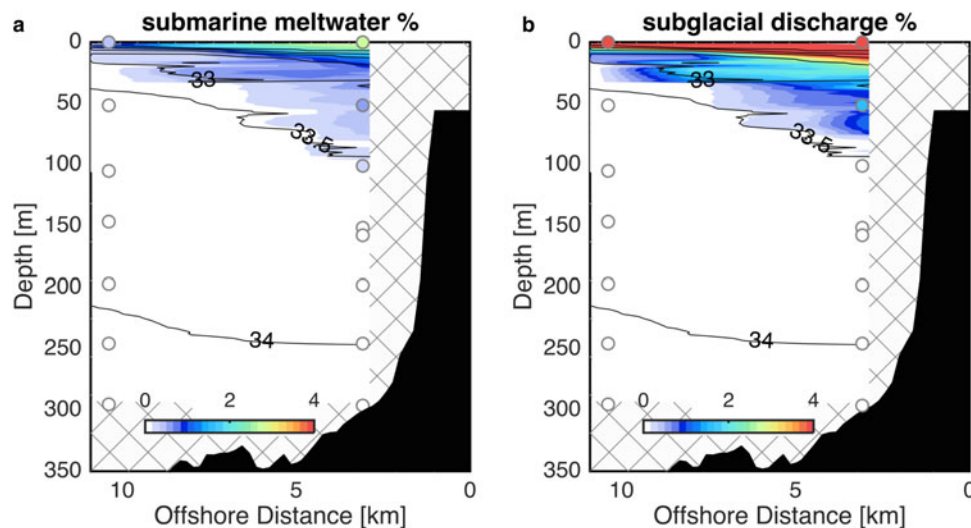 a submarine meltwater %
0
50
100
150
200
250
300
350
Depth [m]
33
33.5
34
0 2 4
10 5 0
Offshore Distance [km]
b subglacial discharge %
0
50
100
150
200
250
300
350
Depth [m]
33
33.5
34
0 2 4
10 5 0
Offshore Distance [km]